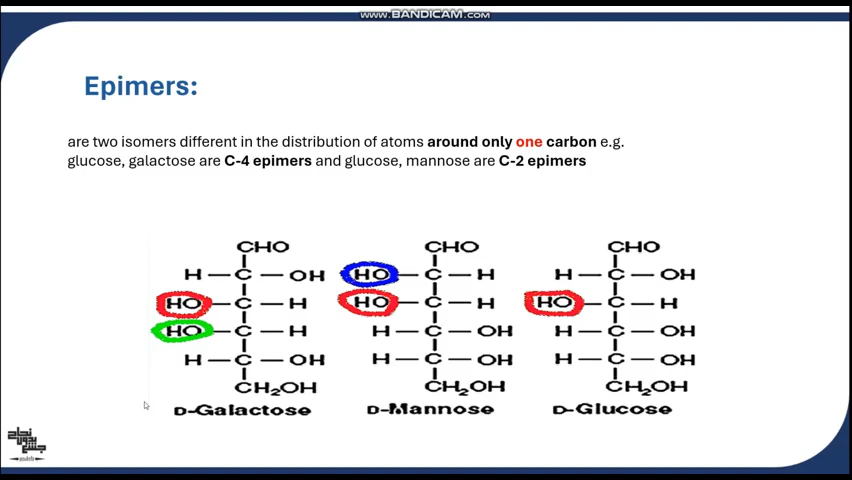 www.BANDICAM.com
Epimers:
are two isomers different in the distribution of atoms around only one carbon e.g.
glucose, galactose are C-4 epimers and glucose, mannose are C-2 epimers
CHO CHO CHO
H C OH HO C H H C OH
HO C H HO C H HO C H
HO C H H C OH H C OH
H C OH H C OH H C OH
CH₂OH CH₂OH CH₂OH
D-Galactose D-Mannose D-Glucose